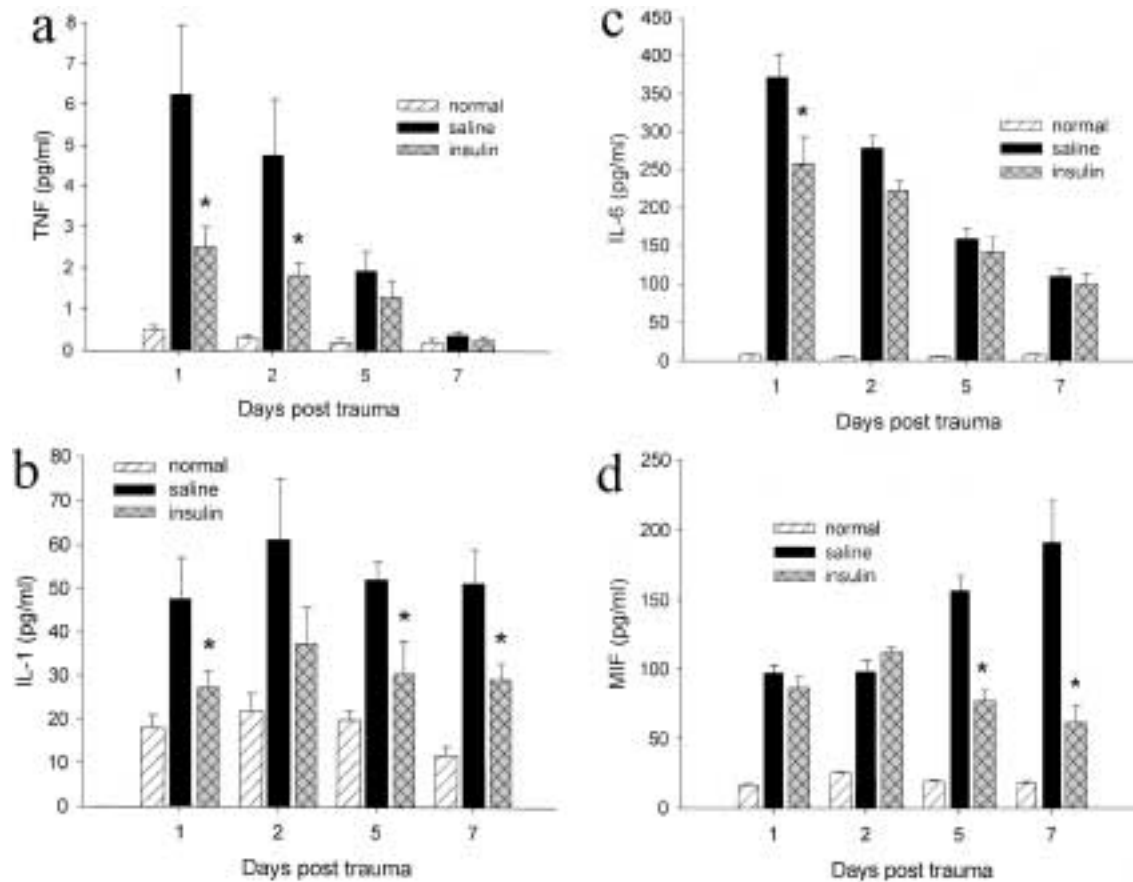 a
TNF (pg/ml)
8
7
6
5
4
3
2
1
0
normal
saline
insulin
*
*
1 2 5 7
Days post trauma
b
IL-1 (pg/ml)
80
70
60
50
40
30
20
10
0
normal
saline
insulin
*
*
*
1 2 5 7
Days post trauma
c
IL-6 (pg/ml)
450
400
350
300
250
200
150
100
50
0
normal
saline
insulin
*
1 2 5 7
Days post trauma
d
MIF (pg/ml)
250
200
150
100
50
0
normal
saline
insulin
*
*
1 2 5 7
Days post trauma